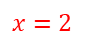 x = 2